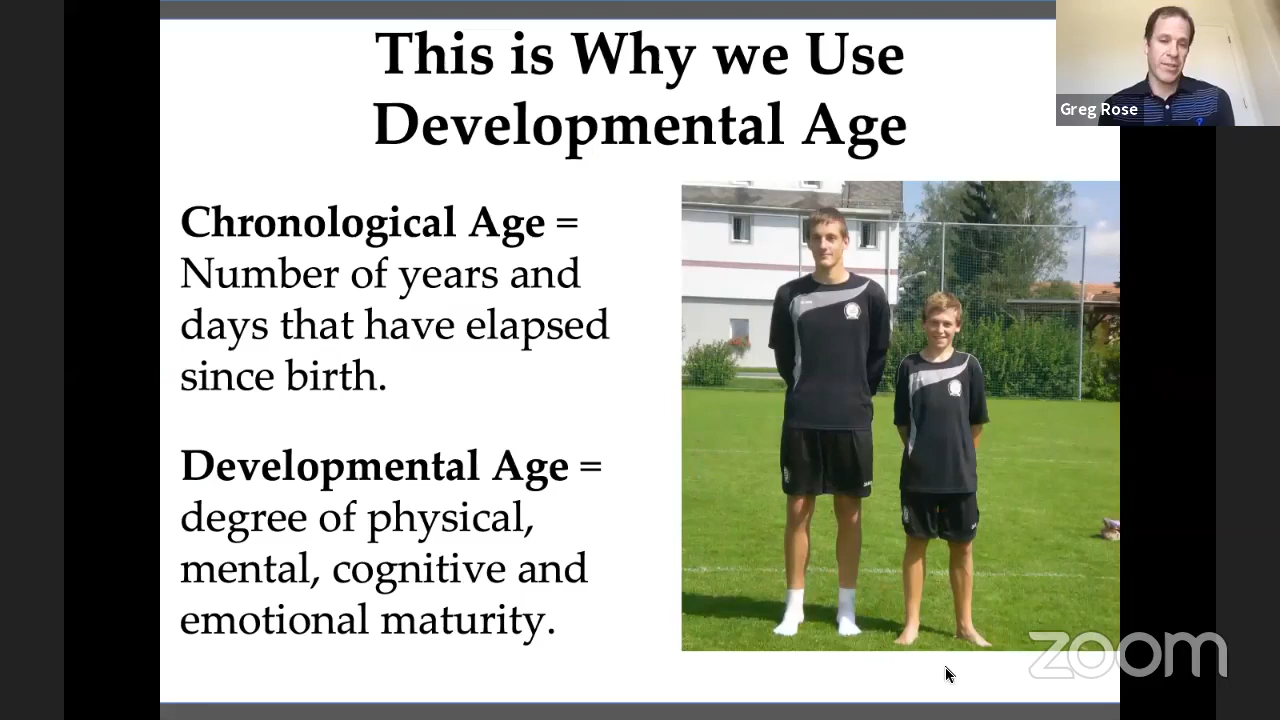 This is Why we Use
Developmental Age
Greg Rose
Chronological Age =
Number of years and
days that have elapsed
since birth.
Developmental Age =
degree of physical,
mental, cognitive and
emotional maturity.
zoom